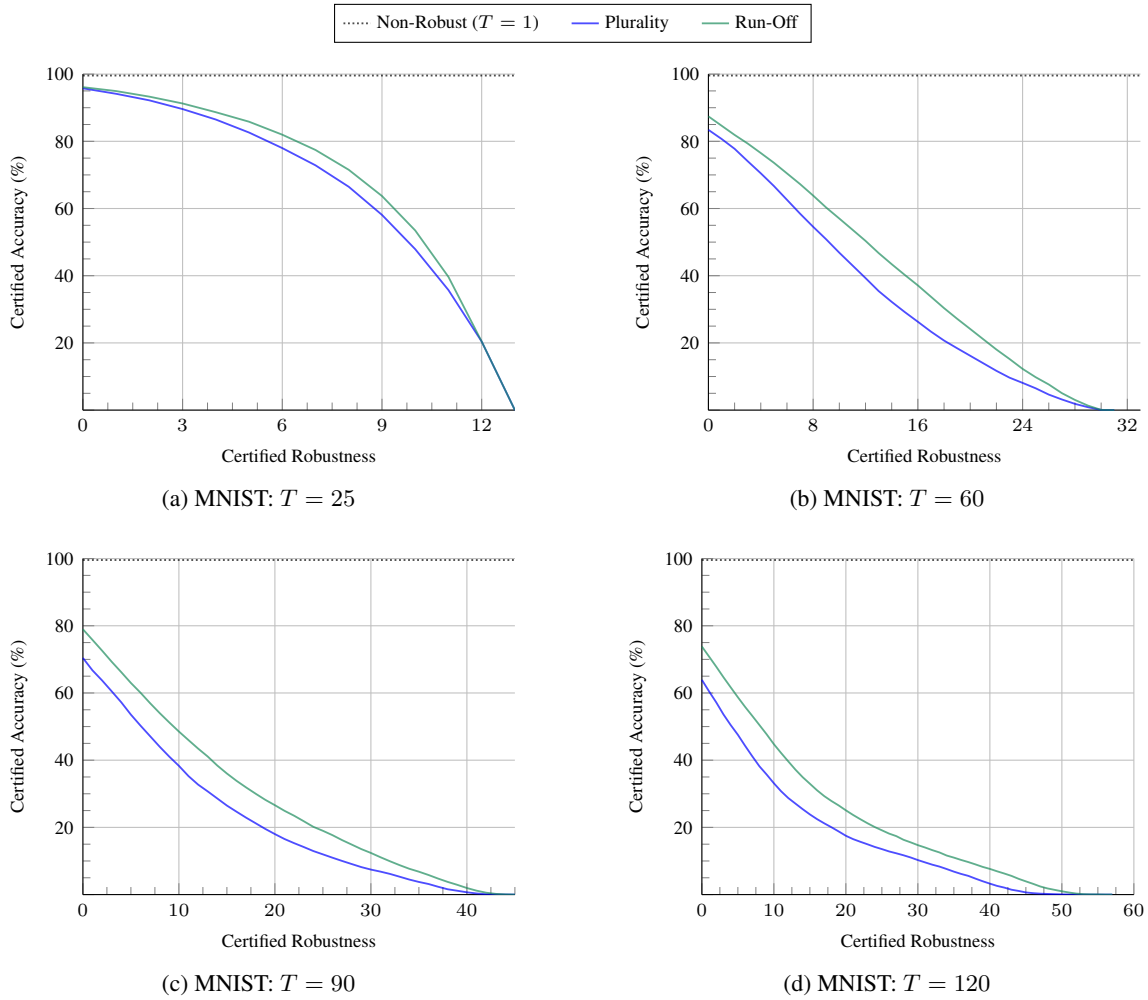 Non-Robust (T = 1) Plurality Run-Off
100
80
60
40
20
0 3 6 9 12
Certified Accuracy (%)
Certified Robustness
(a) MNIST: T = 25
100
80
60
40
20
0 8 16 24 32
Certified Accuracy (%)
Certified Robustness
(b) MNIST: T = 60
100
80
60
40
20
0 10 20 30 40
Certified Accuracy (%)
Certified Robustness
(c) MNIST: T = 90
100
80
60
40
20
0 10 20 30 40 50 60
Certified Accuracy (%)
Certified Robustness
(d) MNIST: T = 120